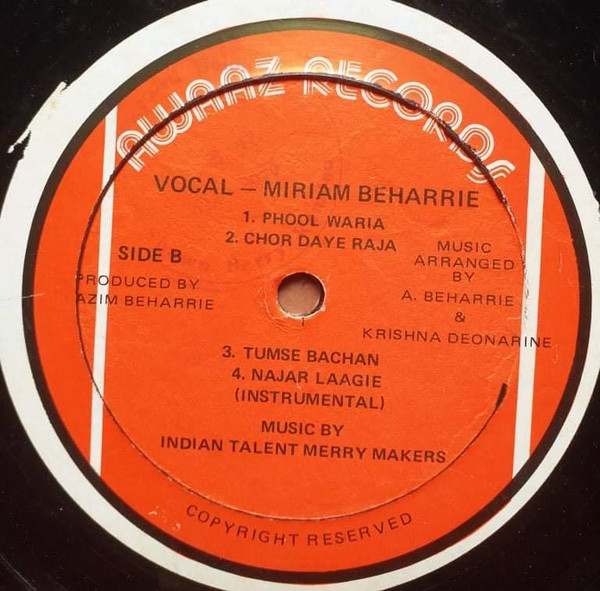 AWAAZ RECORDS
VOCAL – MIRIAM BEHARRIE
1. PHOOL WARIA
2. CHOR DAYE RAJA
SIDE B
PRODUCED BY
AZIM BEHARRIE
MUSIC
ARRANGED
BY
A. BEHARRIE
&
KRISHNA DEONARINE
3. TUMSE BACHAN
4. NAJAR LAAGIE
(INSTRUMENTAL)
MUSIC BY
INDIAN TALENT MERRY MAKERS
COPYRIGHT RESERVED